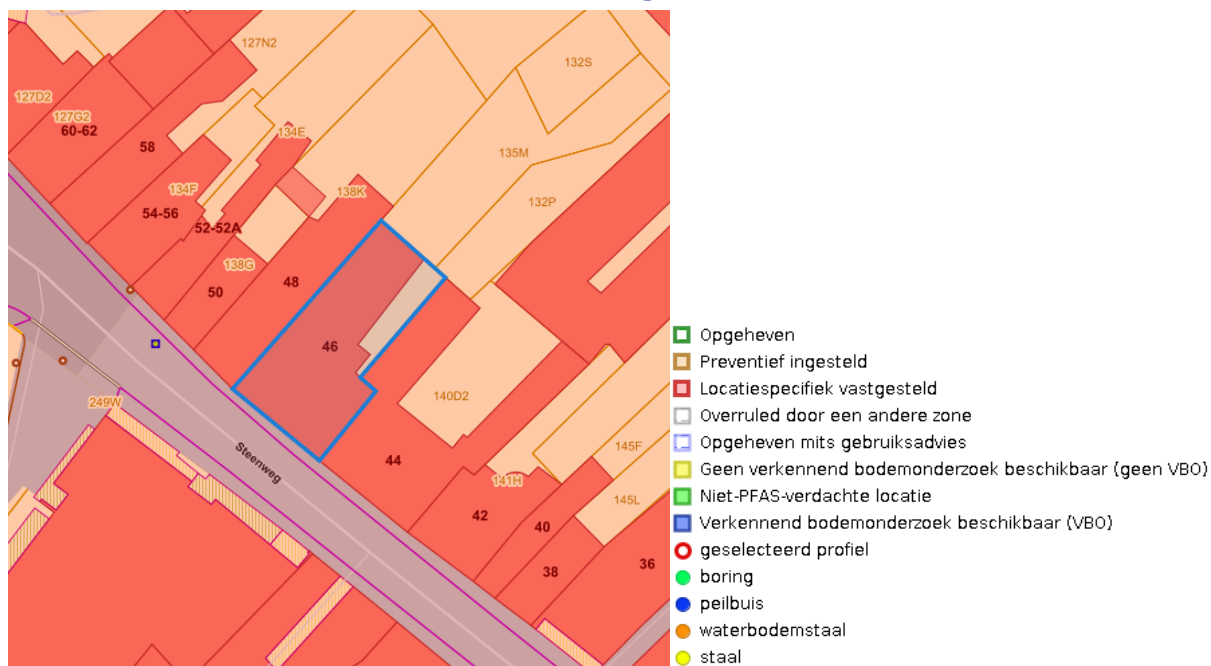 127N2
132S
127D2
127G2
60-62
134E
58
135M
134F
138K
132P
54-56
52-52A
138G
48
50
46
140D2
249W
Steenweg
44
145F
141H
145L
42
40
38
36
Opgeheven
Preventief ingesteld
Locatiespecifiek vastgesteld
Overruled door een andere zone
Opgeheven mits gebruiksadvies
Geen verkennend bodemonderzoek beschikbaar (geen VBO)
Niet-PFAS-verdachte locatie
Verkennend bodemonderzoek beschikbaar (VBO)
geselecteerd profiel
boring
peilbuis
waterbodemstaal
staal